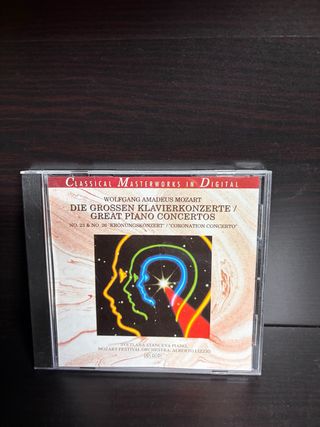 CLASSICAL MASTERWORKS IN DIGITAL
WOLFGANG AMADEUS MOZART
DIE GROSSEN KLAVIERKONZERTE /
GREAT PIANO CONCERTOS
NO. 23 & NO. 26 "KRÖNUNGSKONZERT" / "CORONATION CONCERTO"
SVETLANA STANCEVA PIANO,
MOZART FESTIVAL ORCHESTRA, ALBERTO LIZZIO
DDD